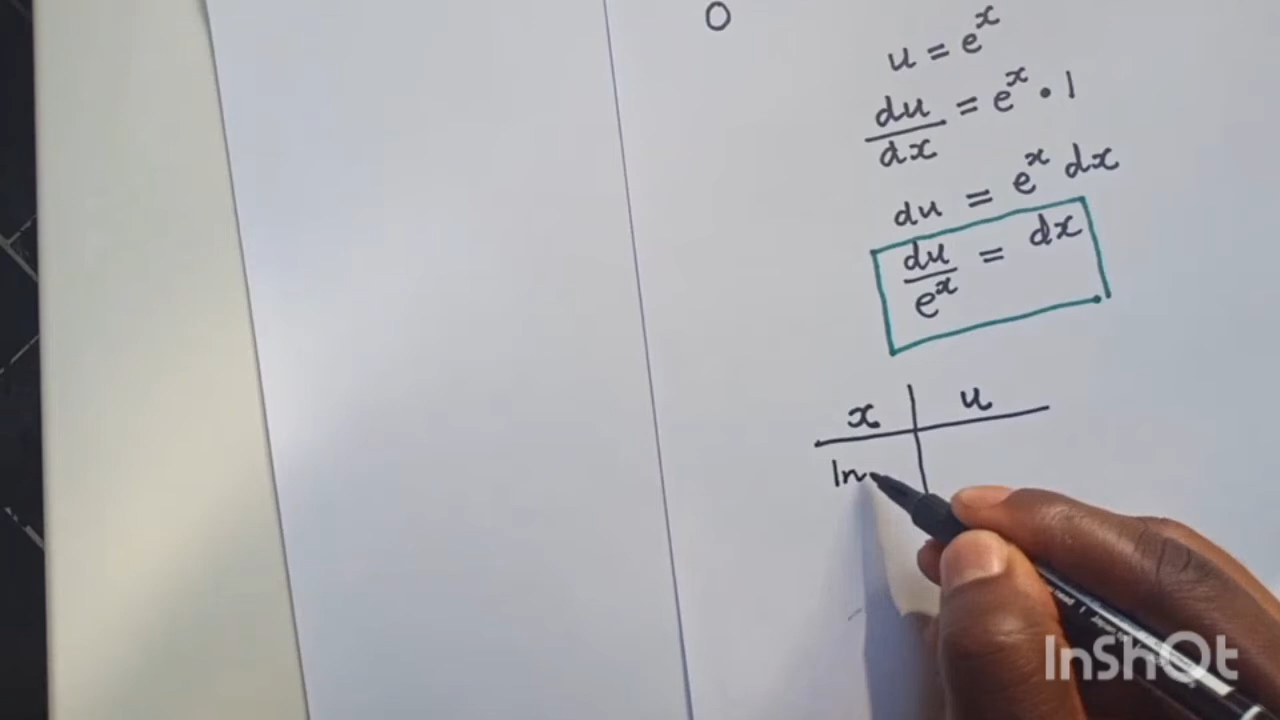 0
u = e^x
du/dx = e^x · 1
du = e^x dx
du/e^x = dx
x | u
ln
InShOt